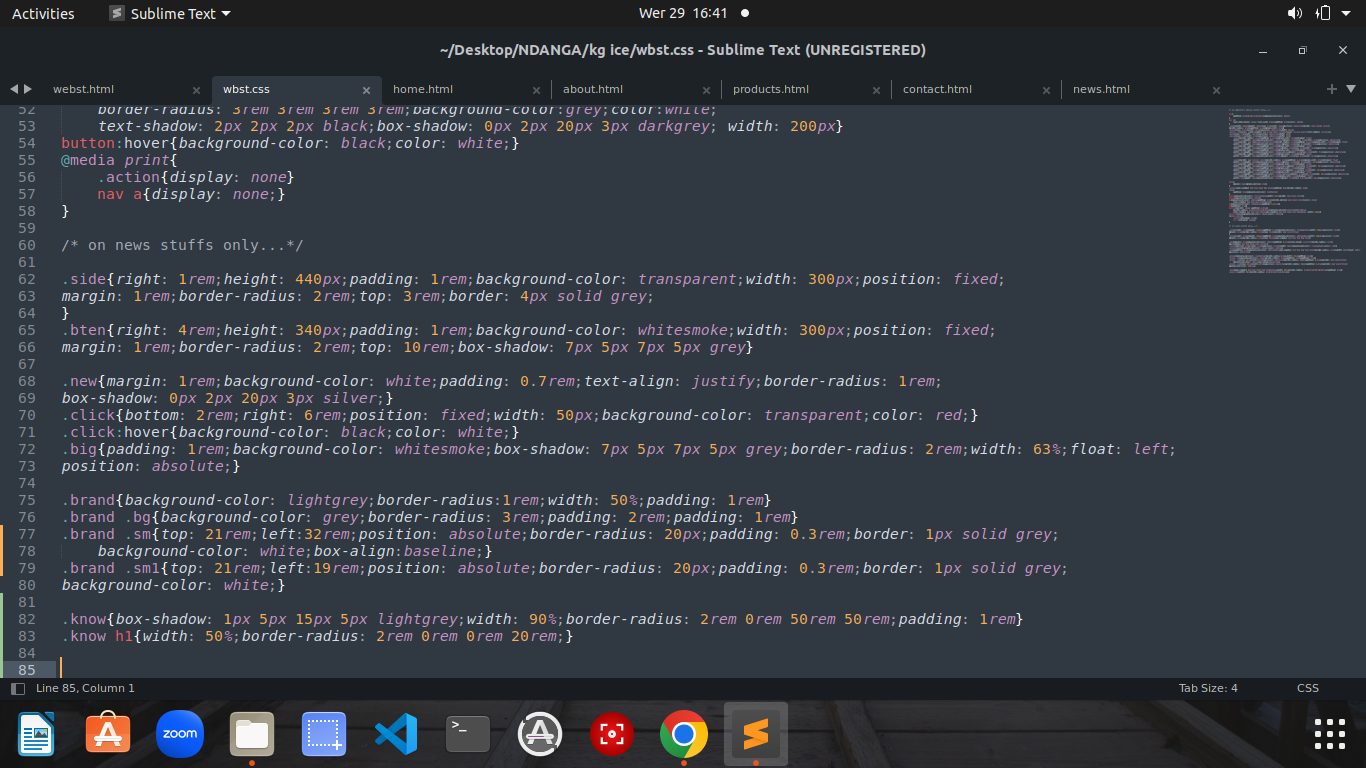 Activities
Sublime Text
Wer 29 16:41
~/Desktop/NDANGA/kg ice/wbst.css - Sublime Text (UNREGISTERED)
webst.html
wbst.css
home.html
about.html
products.html
contact.html
news.html
52 border-radius: 3rem 3rem 3rem 3rem;background-color:grey;color:white;
53 text-shadow: 2px 2px 2px black;box-shadow: 0px 2px 20px 3px darkgrey; width: 200px}
54 button:hover{background-color: black;color: white;}
55 @media print{
56 .action{display: none}
57 nav a{display: none;}
58 }
59
60 /* on news stuffs only...*/
61
62 .side{right: 1rem;height: 440px;padding: 1rem;background-color: transparent;width: 300px;position: fixed;
63 margin: 1rem;border-radius: 2rem;top: 3rem;border: 4px solid grey;
64 }
65 .bten{right: 4rem;height: 340px;padding: 1rem;background-color: whitesmoke;width: 300px;position: fixed;
66 margin: 1rem;border-radius: 2rem;top: 10rem;box-shadow: 7px 5px 7px 5px grey}
67
68 .new{margin: 1rem;background-color: white;padding: 0.7rem;text-align: justify;border-radius: 1rem;
69 box-shadow: 0px 2px 20px 3px silver;}
70 .click{bottom: 2rem;right: 6rem;position: fixed;width: 50px;background-color: transparent;color: red;}
71 .click:hover{background-color: black;color: white;}
72 .big{padding: 1rem;background-color: whitesmoke;box-shadow: 7px 5px 7px 5px grey;border-radius: 2rem;width: 63%;float: left;
73 position: absolute;}
74
75 .brand{background-color: lightgrey;border-radius:1rem;width: 50%;padding: 1rem}
76 .brand .bg{background-color: grey;border-radius: 3rem;padding: 2rem;padding: 1rem}
77 .brand .sm{top: 21rem;left:32rem;position: absolute;border-radius: 20px;padding: 0.3rem;border: 1px solid grey;
78 background-color: white;box-align:baseline;}
79 .brand .sm1{top: 21rem;left:19rem;position: absolute;border-radius: 20px;padding: 0.3rem;border: 1px solid grey;
80 background-color: white;}
81
82 .know{box-shadow: 1px 5px 15px 5px lightgrey;width: 90%;border-radius: 2rem 0rem 50rem 50rem;padding: 1rem}
83 .know h1{width: 50%;border-radius: 2rem 0rem 0rem 20rem;}
84
85
Line 85, Column 1
Tab Size: 4
CSS
zoom
>_